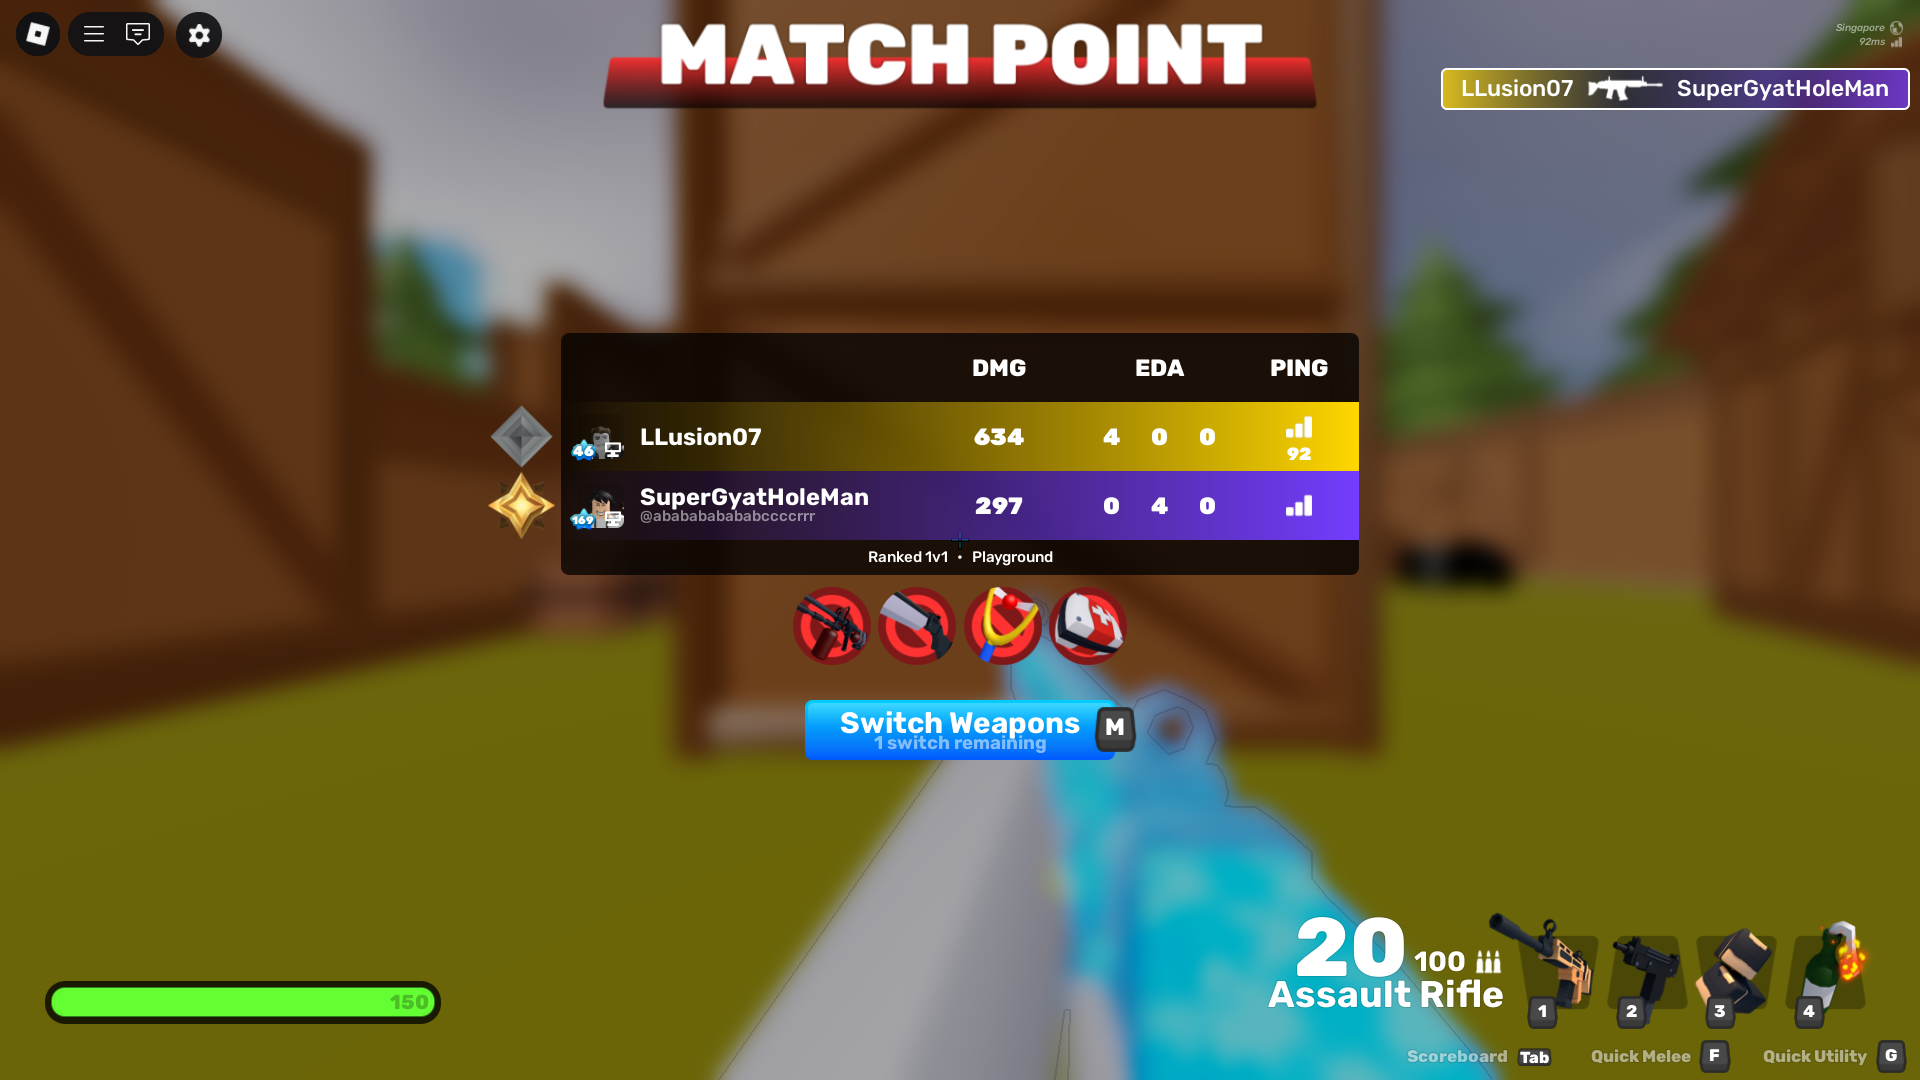 MATCH POINT
Singapore
92ms
LLusion07 SuperGyatHoleMan
DMG EDA PING
46 LLusion07 634 4 0 0 92
169 SuperGyatHoleMan 297 0 4 0
@ababababababccccrrr
Ranked 1v1 • Playground
Switch Weapons M
1 switch remaining
150
20 100
Assault Rifle
1 2 3 4
Scoreboard Tab Quick Melee F Quick Utility G